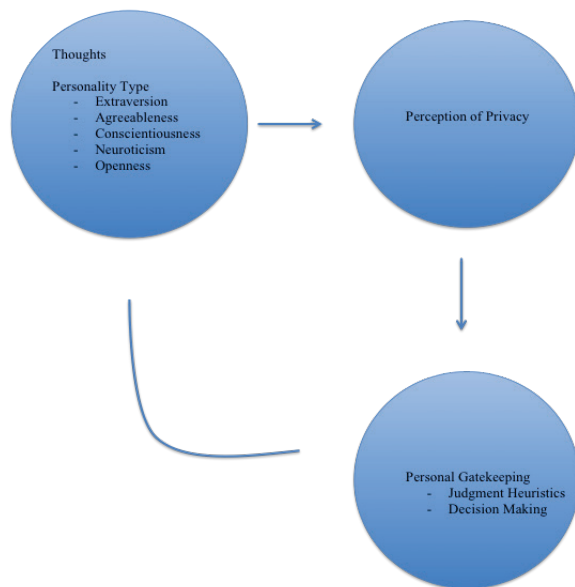 Thoughts
Personality Type
- Extraversion
- Agreeableness
- Conscientiousness
- Neuroticism
- Openness
Perception of Privacy
Personal Gatekeeping
- Judgment Heuristics
- Decision Making